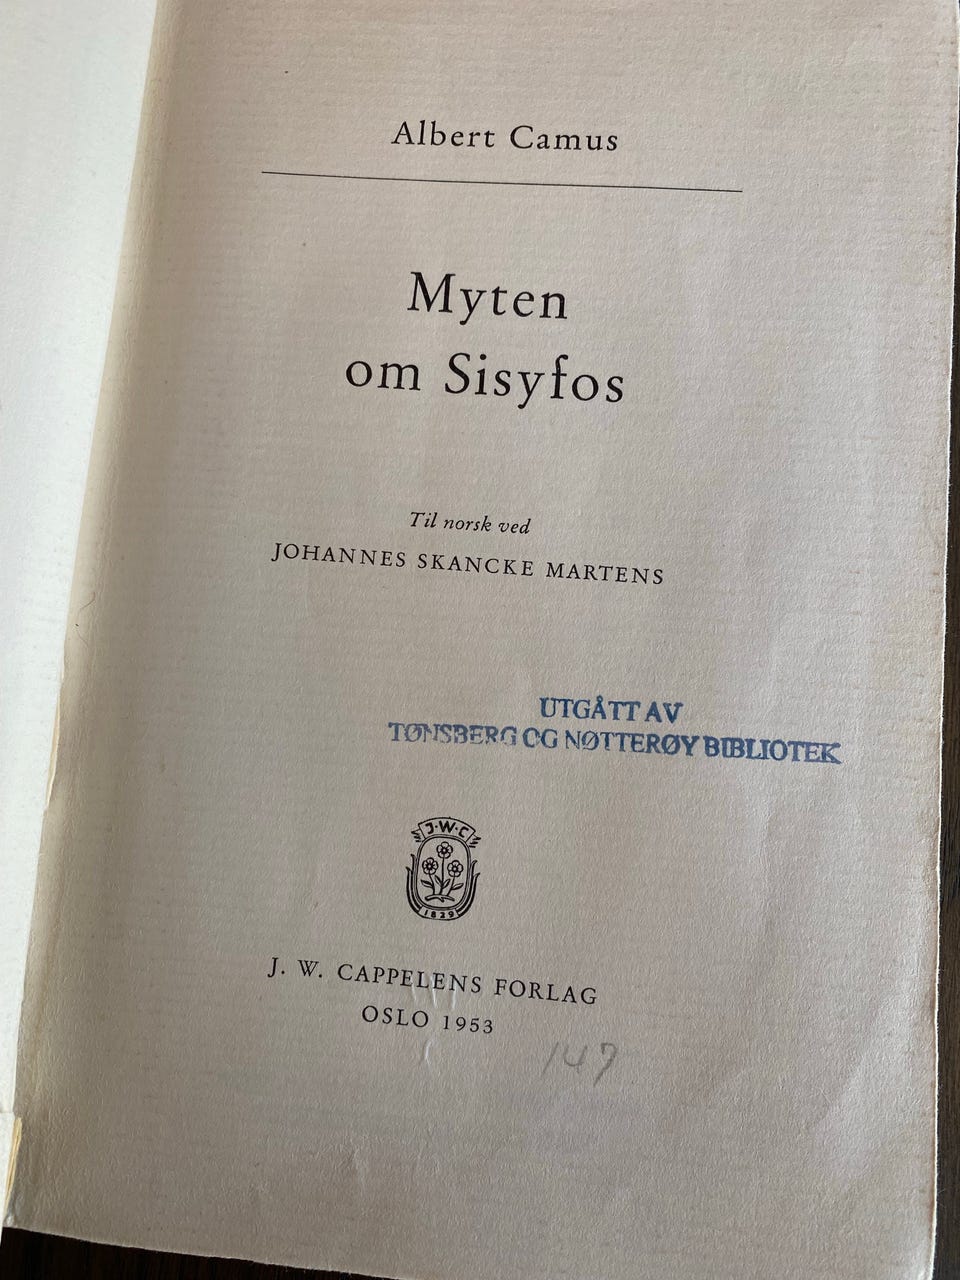 Albert Camus
Myten
om Sisyfos
Til norsk ved
JOHANNES SKANCKE MARTENS
UTGÅTT AV
TØNSBERG OG NØTTERØY BIBLIOTEK
J·W·C
1829
J. W. CAPPELENS FORLAG
OSLO 1953
147